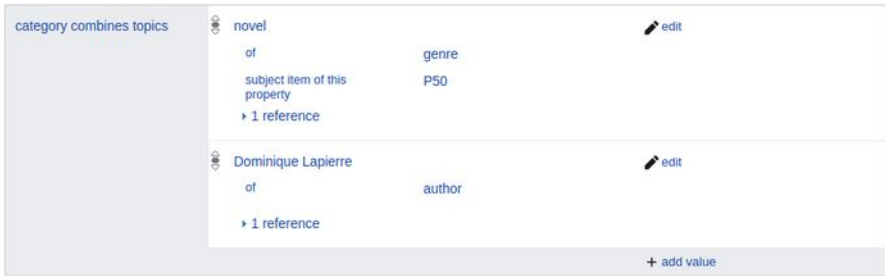 category combines topics
novel
edit
of
genre
subject item of this
property
P50
1 reference
Dominique Lapierre
edit
of
author
1 reference
+ add value